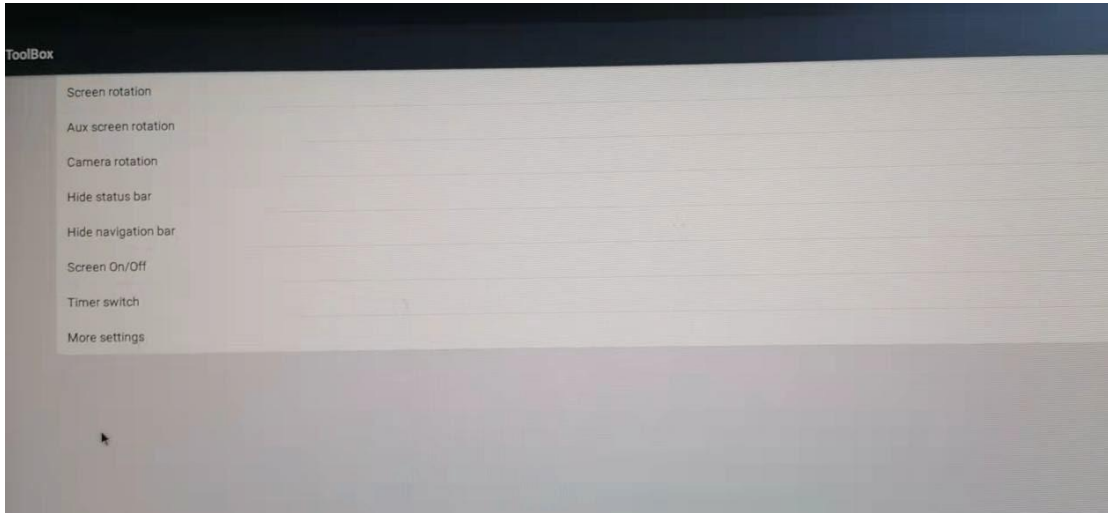 ToolBox
Screen rotation
Aux screen rotation
Camera rotation
Hide status bar
Hide navigation bar
Screen On/Off
Timer switch
More settings